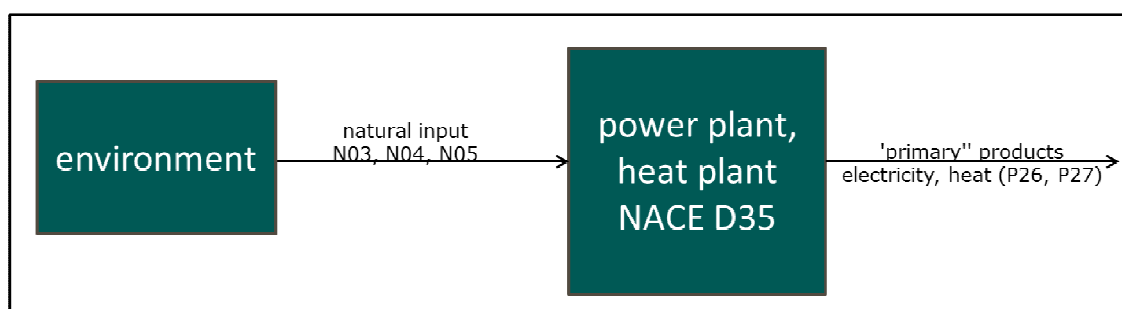 environment
natural input
N03, N04, N05
power plant,
heat plant
NACE D35
'primary'' products
electricity, heat (P26, P27)